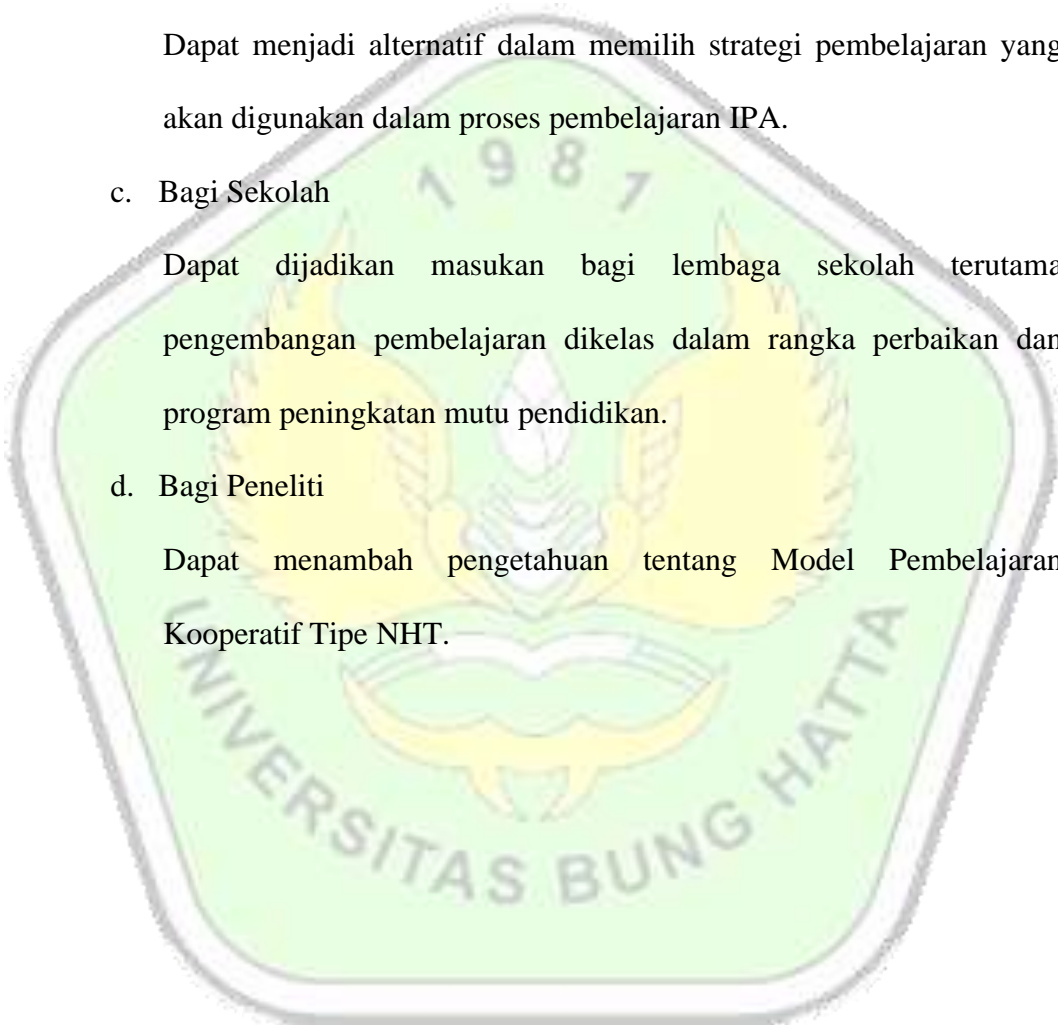 Dapat menjadi alternatif dalam memilih strategi pembelajaran yang
akan digunakan dalam proses pembelajaran IPA.
1981
c. Bagi Sekolah
Dapat dijadikan masukan bagi lembaga sekolah terutama
pengembangan pembelajaran dikelas dalam rangka perbaikan dan
program peningkatan mutu pendidikan.
d. Bagi Peneliti
Dapat menambah pengetahuan tentang Model Pembelajaran
Kooperatif Tipe NHT.
UNIVERSITAS BUNG HATTA